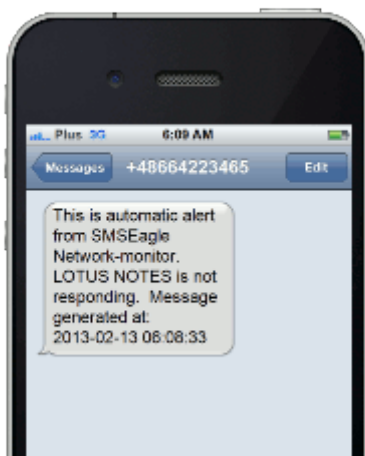 Plus 3G 6:09 AM
Messages +48664223465 Edit
This is automatic alert
from SMSEagle
Network-monitor.
LOTUS NOTES is not
responding. Message
generated at:
2013-02-13 06:08:33